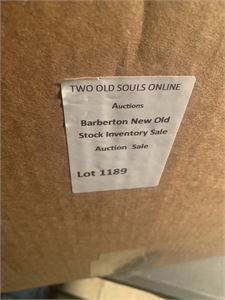 TWO OLD SOULS ONLINE
Auctions
Barberton New Old
Stock Inventory Sale
Auction Sale
Lot 1189